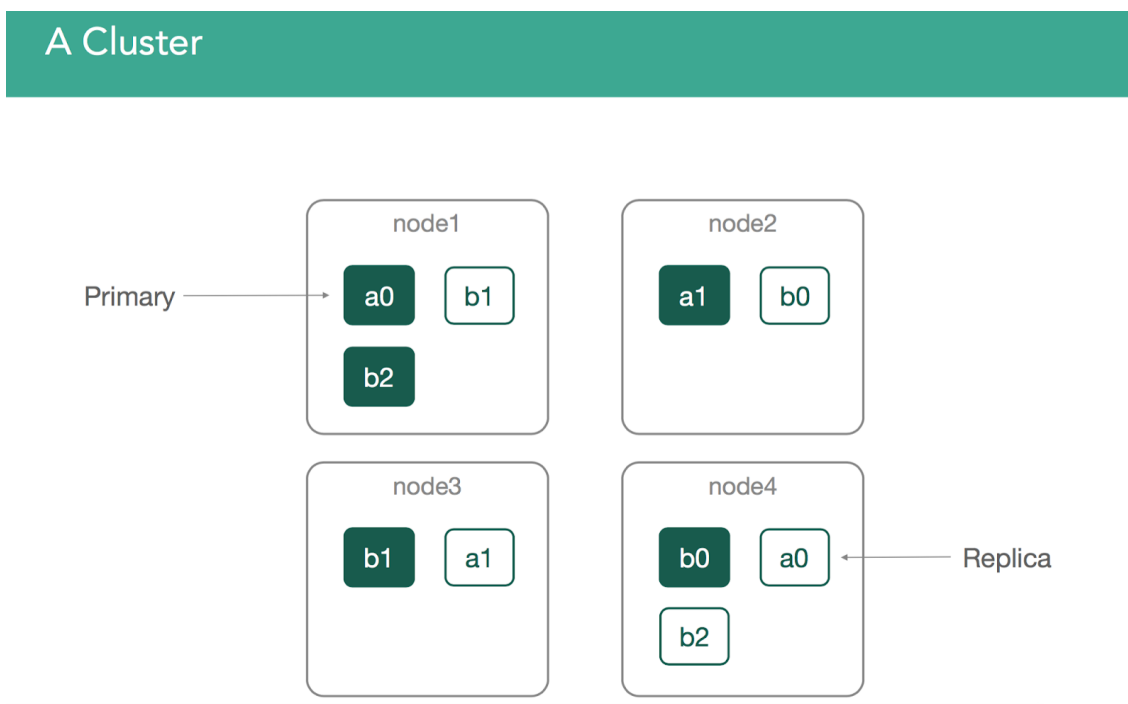 A Cluster
node1
node2
Primary
a0
b1
a1
b0
b2
node3
node4
b1
a1
b0
a0
Replica
b2